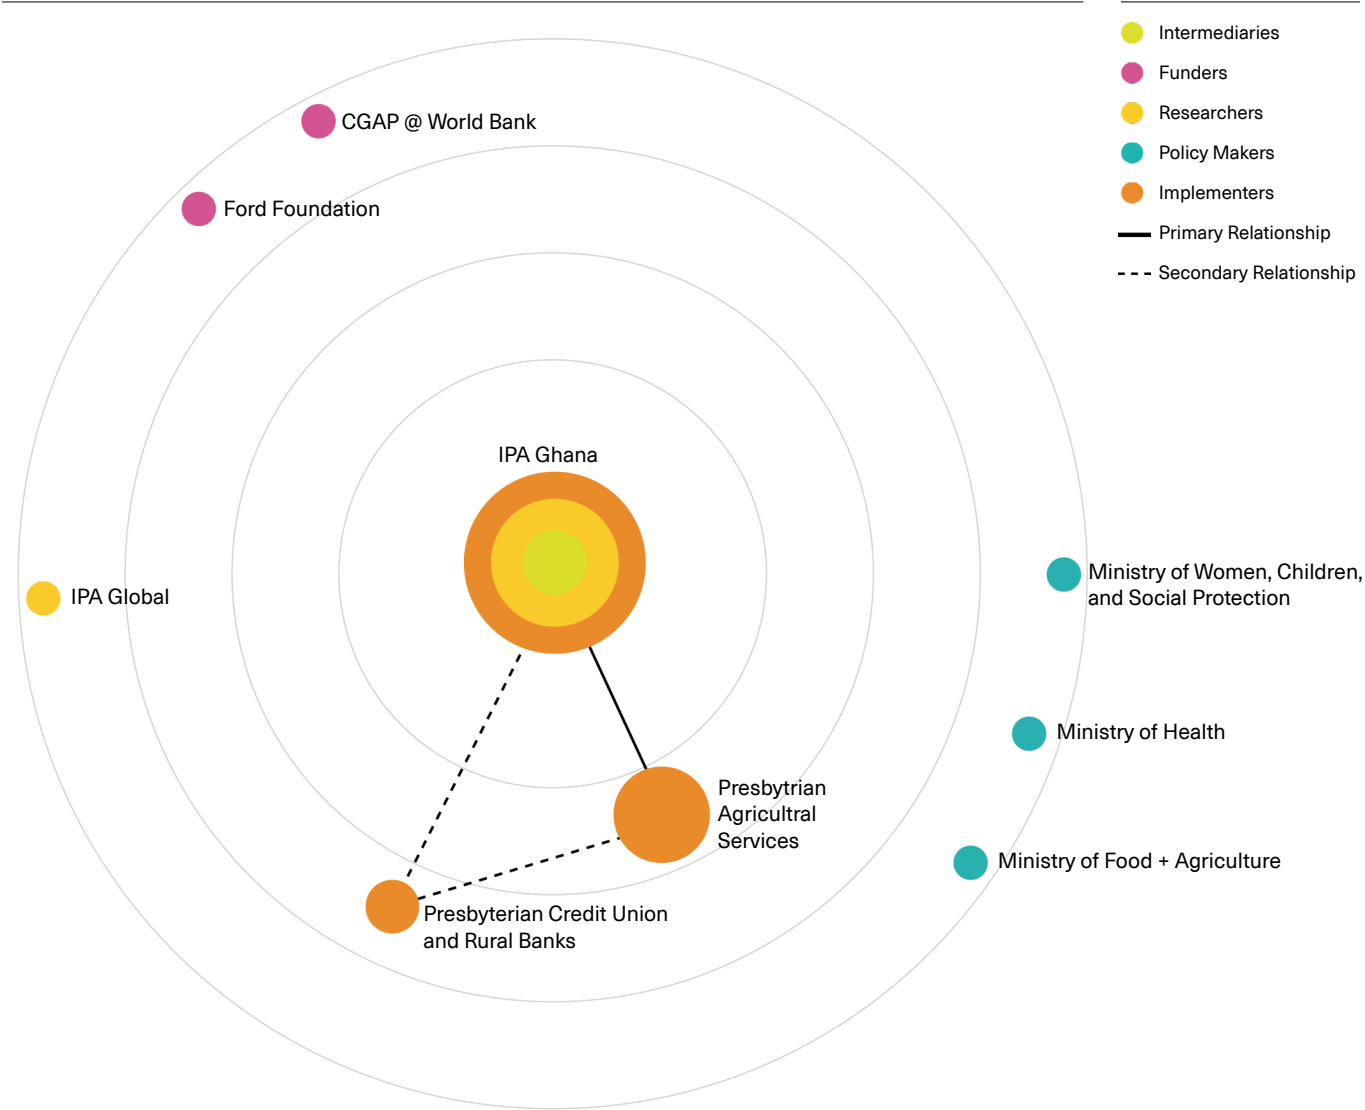 Intermediaries
Funders
Researchers
Policy Makers
Implementers
Primary Relationship
Secondary Relationship
CGAP @ World Bank
Ford Foundation
IPA Ghana
IPA Global
Ministry of Women, Children,
and Social Protection
Ministry of Health
Presbytrian
Agricultral
Services
Ministry of Food + Agriculture
Presbyterian Credit Union
and Rural Banks